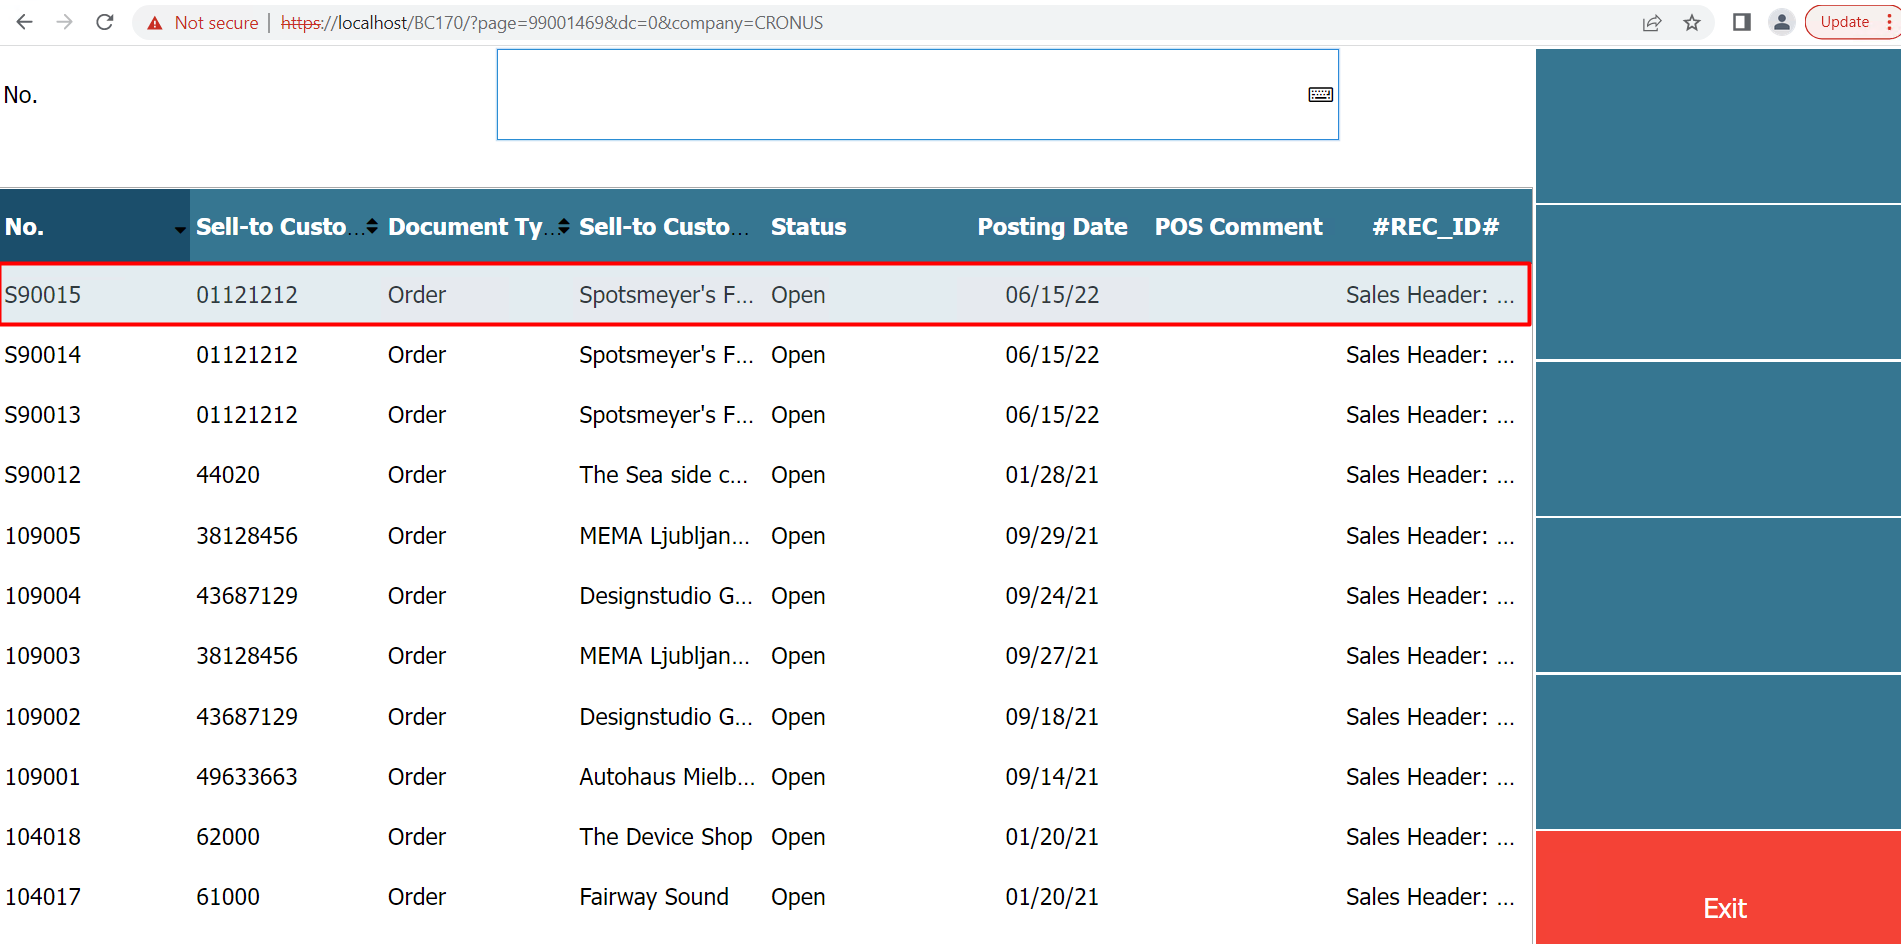 Not secure | https://localhost/BC170/?page=99001469&dc=0&company=CRONUS Update
No.
No. Sell-to Custo... Document Ty... Sell-to Custo... Status Posting Date POS Comment #REC_ID#
S90015 01121212 Order Spotsmeyer's F... Open 06/15/22 Sales Header: ...
S90014 01121212 Order Spotsmeyer's F... Open 06/15/22 Sales Header: ...
S90013 01121212 Order Spotsmeyer's F... Open 06/15/22 Sales Header: ...
S90012 44020 Order The Sea side c... Open 01/28/21 Sales Header: ...
109005 38128456 Order MEMA Ljubljan... Open 09/29/21 Sales Header: ...
109004 43687129 Order Designstudio G... Open 09/24/21 Sales Header: ...
109003 38128456 Order MEMA Ljubljan... Open 09/27/21 Sales Header: ...
109002 43687129 Order Designstudio G... Open 09/18/21 Sales Header: ...
109001 49633663 Order Autohaus Mielb... Open 09/14/21 Sales Header: ...
104018 62000 Order The Device Shop Open 01/20/21 Sales Header: ...
104017 61000 Order Fairway Sound Open 01/20/21 Sales Header: ...
Exit